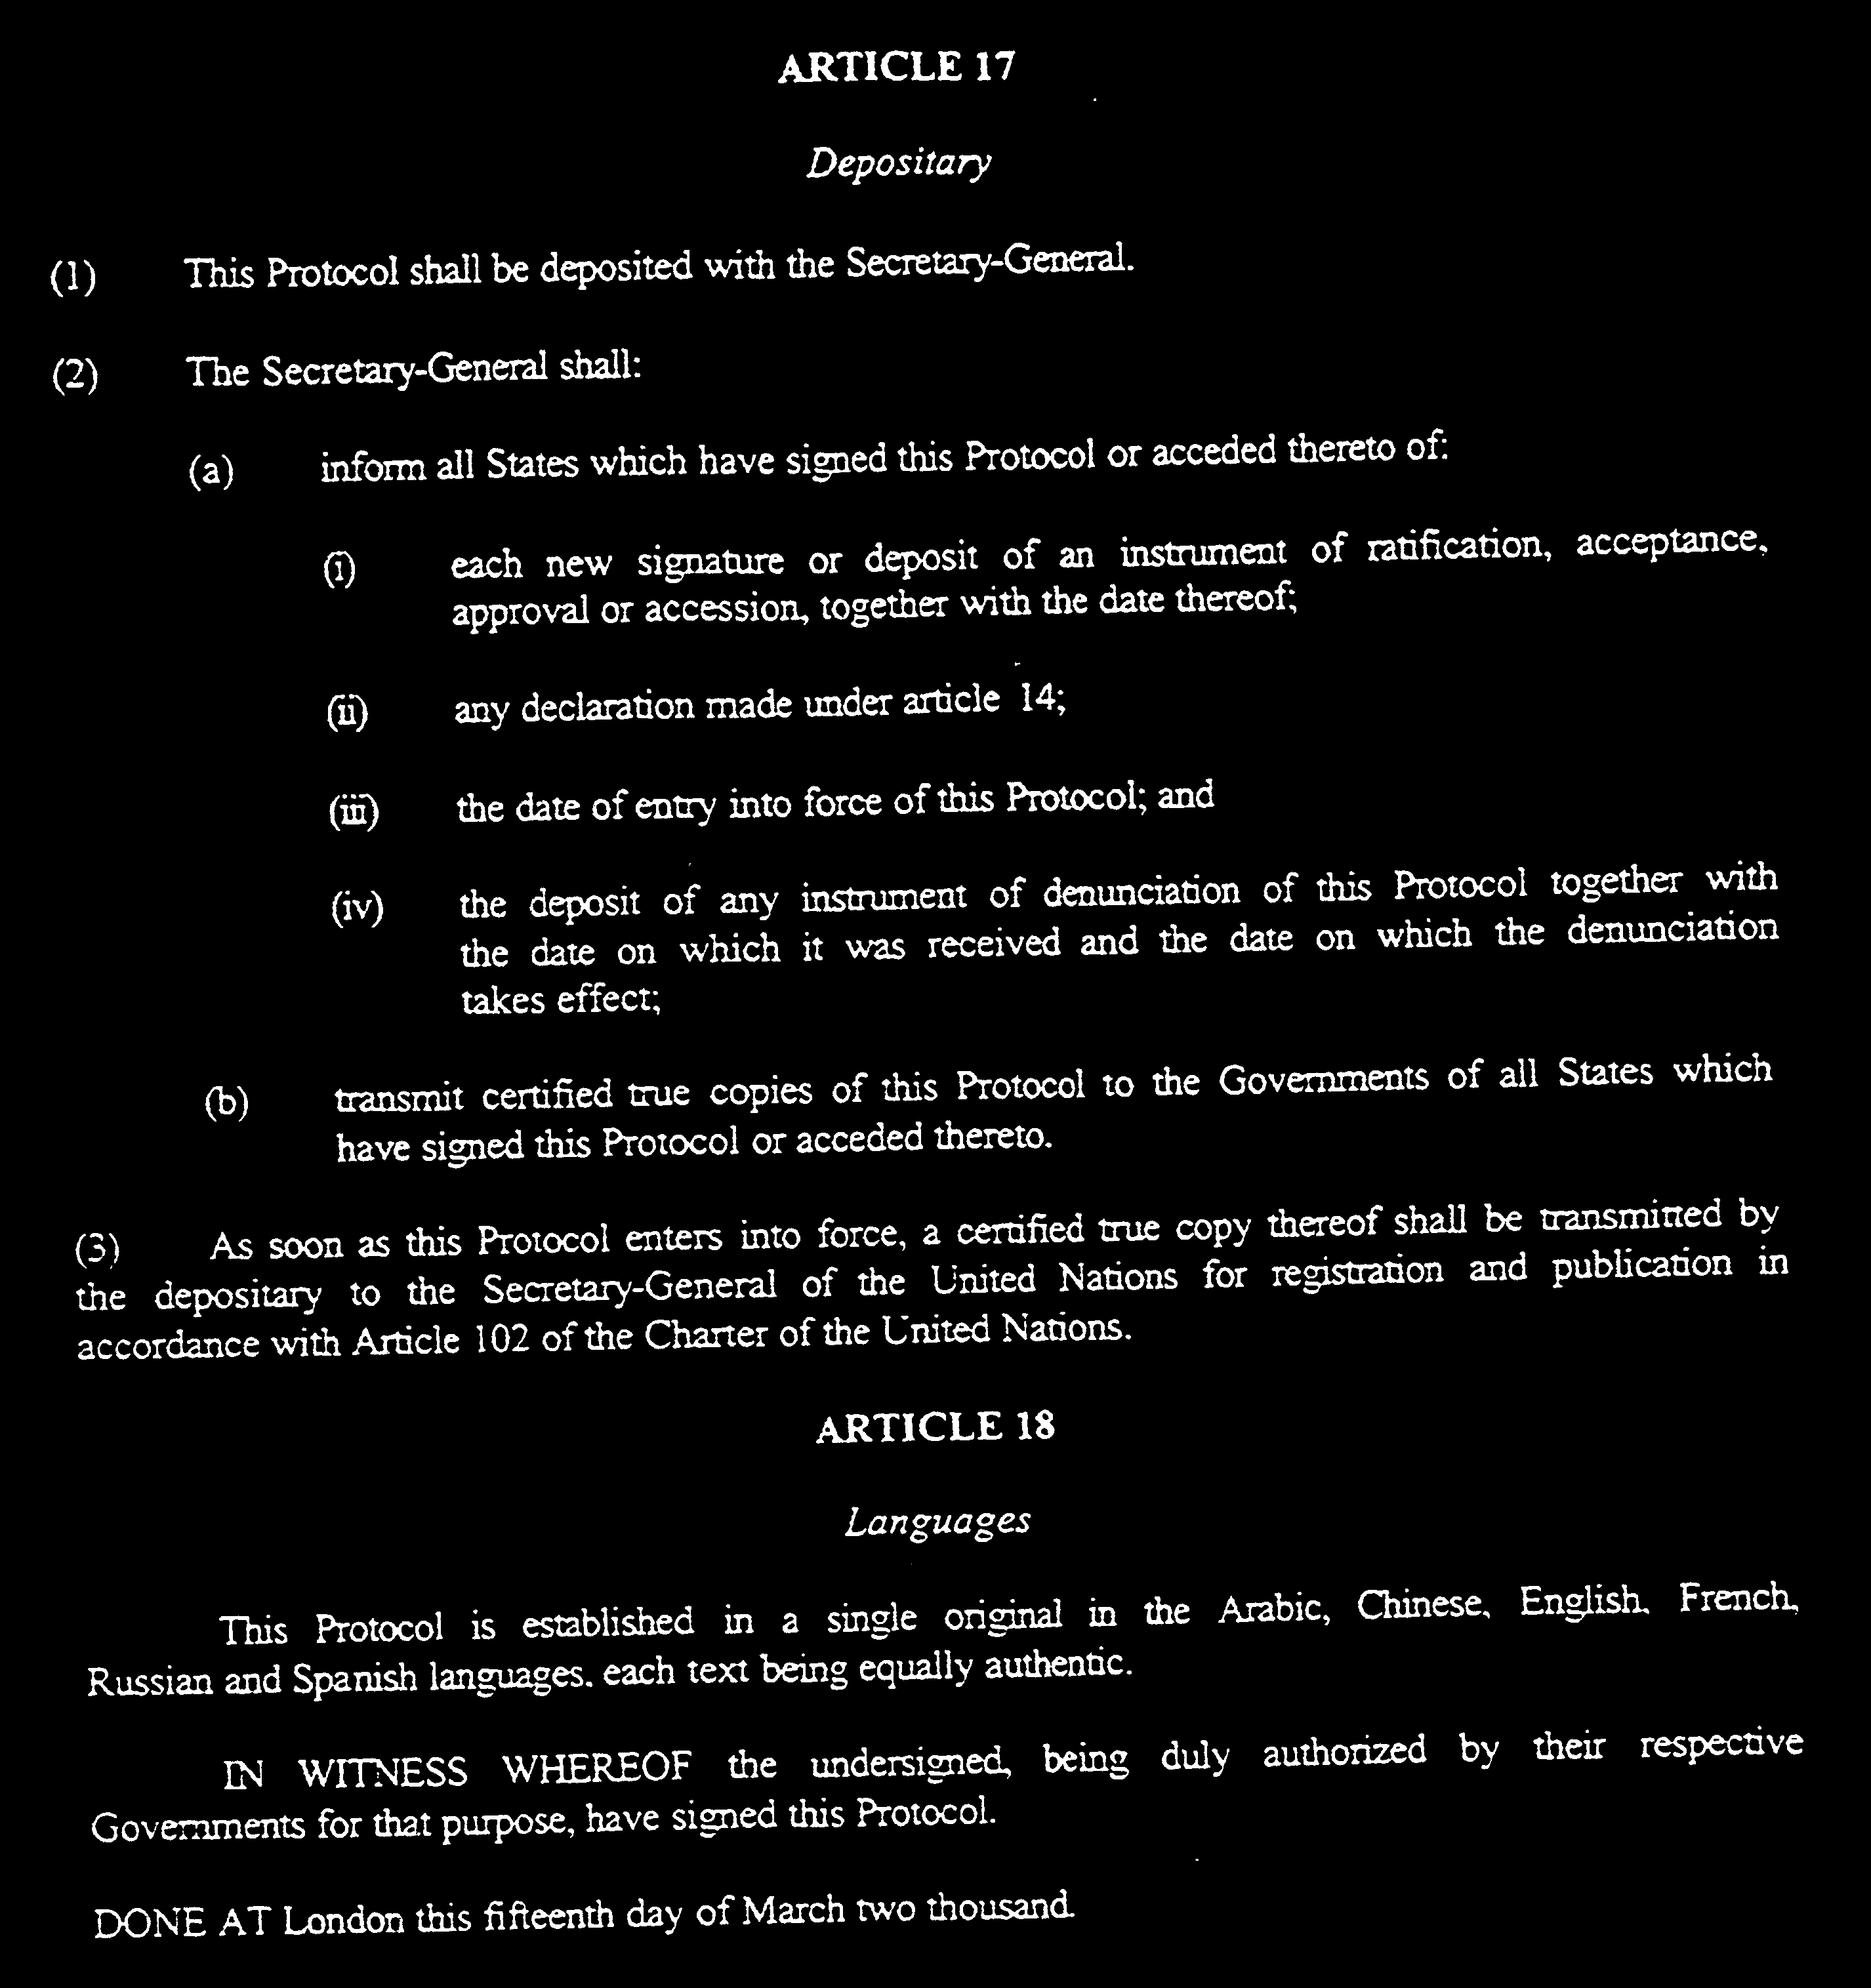 ARTICLE 17
Depositary
(1) This Protocol shall be deposited with the Secretary-General.
(2) The Secretary-General shall:
(a) inform all States which have signed this Protocol or acceded thereto of:
(i) each new signature or deposit of an instrument of ratification, acceptance,
approval or accession, together with the date thereof;
(ii) any declaration made under article 14;
(iii) the date of entry into force of this Protocol; and
(iv) the deposit of any instrument of denunciation of this Protocol together with
the date on which it was received and the date on which the denunciation
takes effect;
(b) transmit certified true copies of this Protocol to the Governments of all States which
have signed this Protocol or acceded thereto.
(3) As soon as this Protocol enters into force, a certified true copy thereof shall be transmitted by
the depositary to the Secretary-General of the United Nations for registration and publication in
accordance with Article 102 of the Charter of the United Nations.
ARTICLE 18
Languages
This Protocol is established in a single original in the Arabic, Chinese, English, French,
Russian and Spanish languages, each text being equally authentic.
IN WITNESS WHEREOF the undersigned, being duly authorized by their respective
Governments for that purpose, have signed this Protocol.
DONE AT London this fifteenth day of March two thousand.